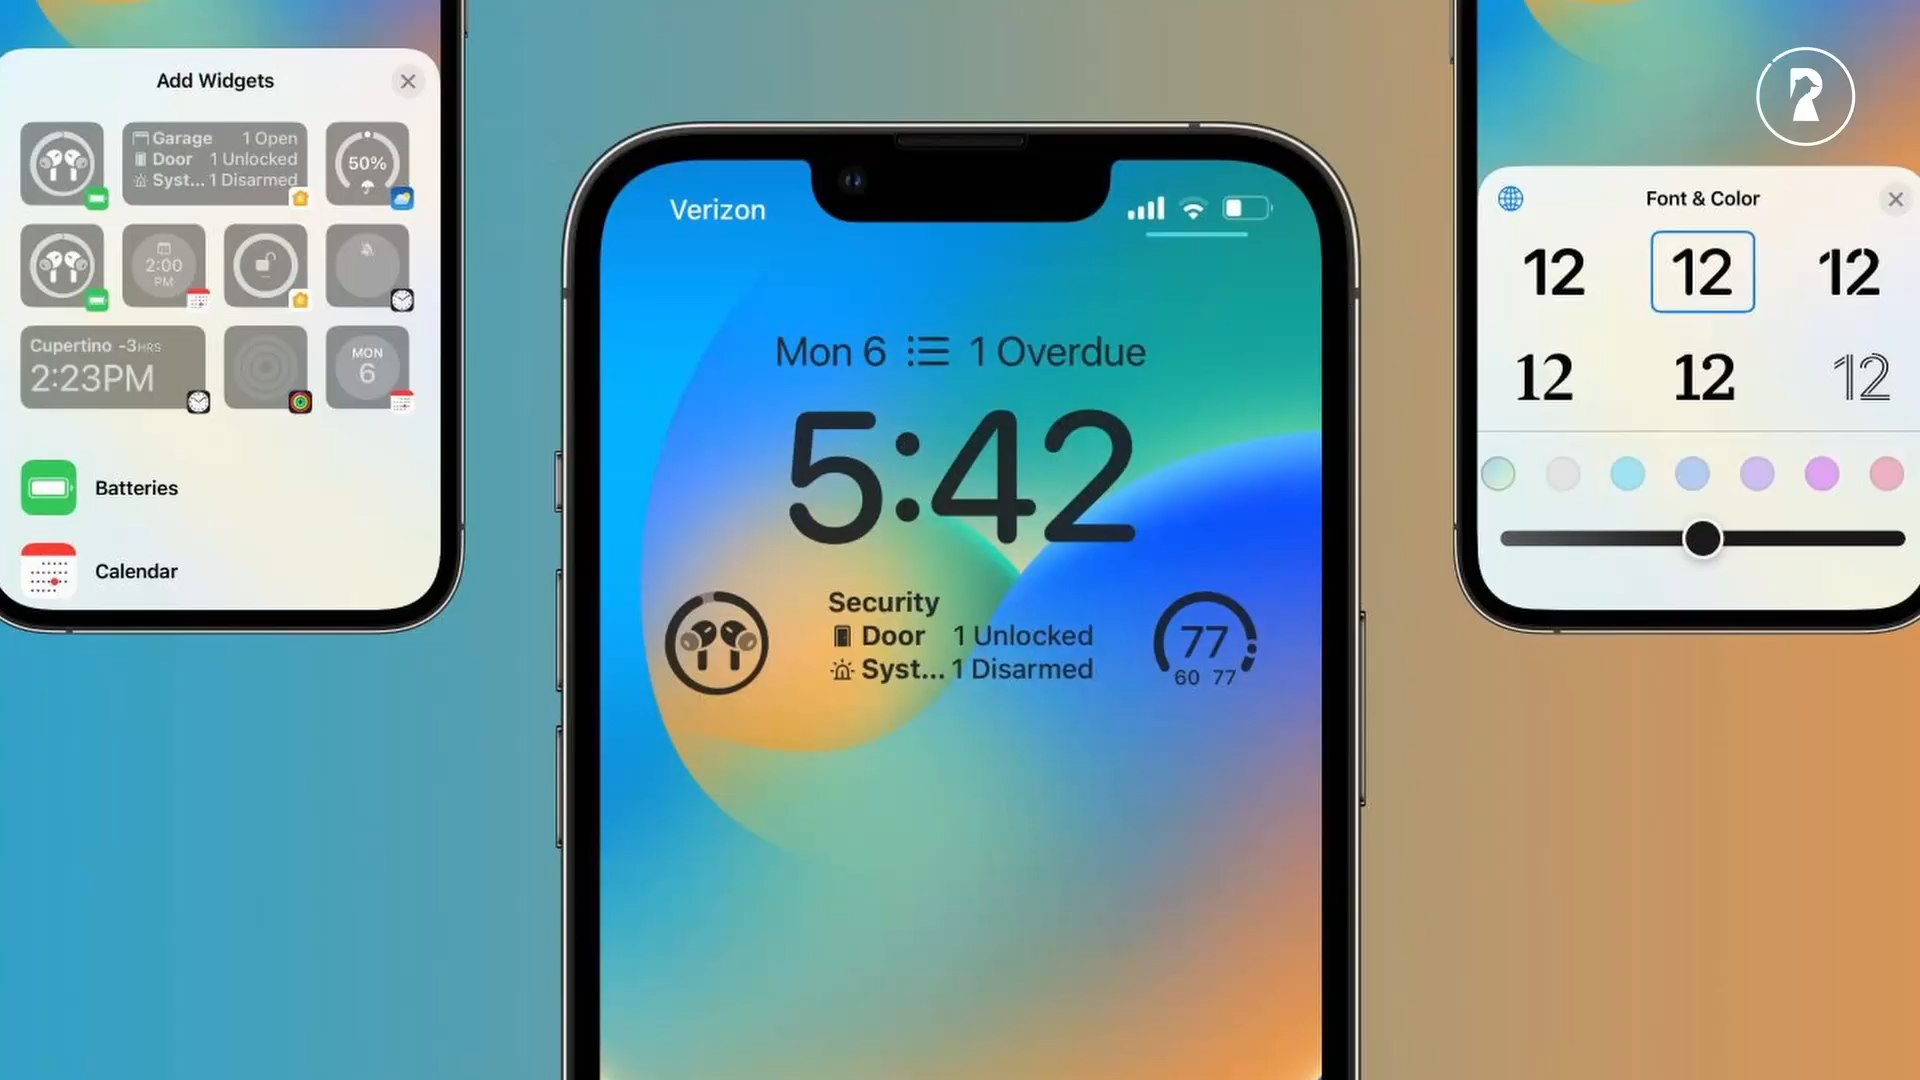 Add Widgets
Garage 1 Open
Door 1 Unlocked
Syst... 1 Disarmed
50%
2:00
PM
Cupertino -3HRS
2:23PM
MON
6
Batteries
Calendar
Verizon
Mon 6 1 Overdue
5:42
Security
Door 1 Unlocked
Syst... 1 Disarmed
77
60 77
Font & Color
12 12 12
12 12 12